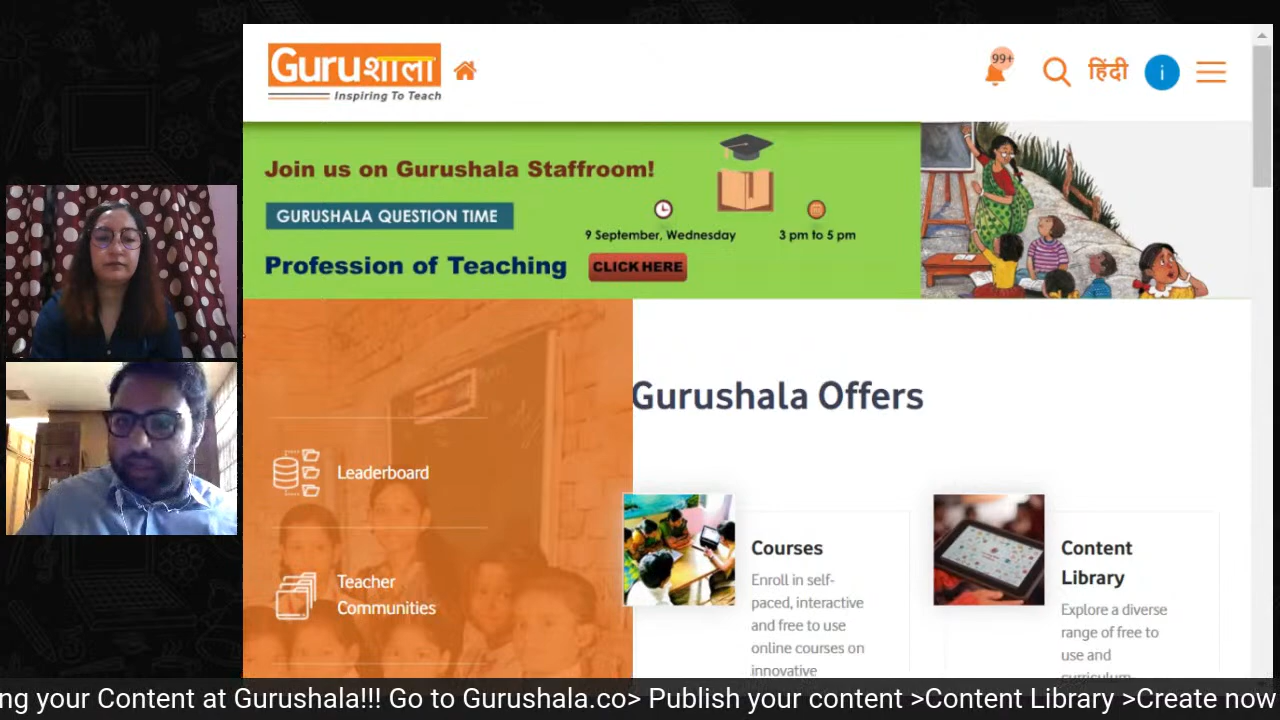 Guruशाला
Inspiring To Teach
99+
हिंदी
i
Join us on Gurushala Staffroom!
GURUSHALA QUESTION TIME
9 September, Wednesday
3 pm to 5 pm
Profession of Teaching
CLICK HERE
Gurushala Offers
Leaderboard
Teacher
Communities
Courses
Enroll in self-
paced, interactive
and free to use
online courses on
innovative
Content
Library
Explore a diverse
range of free to
use and
curriculum
ng your Content at Gurushala!!! Go to Gurushala.co> Publish your content >Content Library >Create now